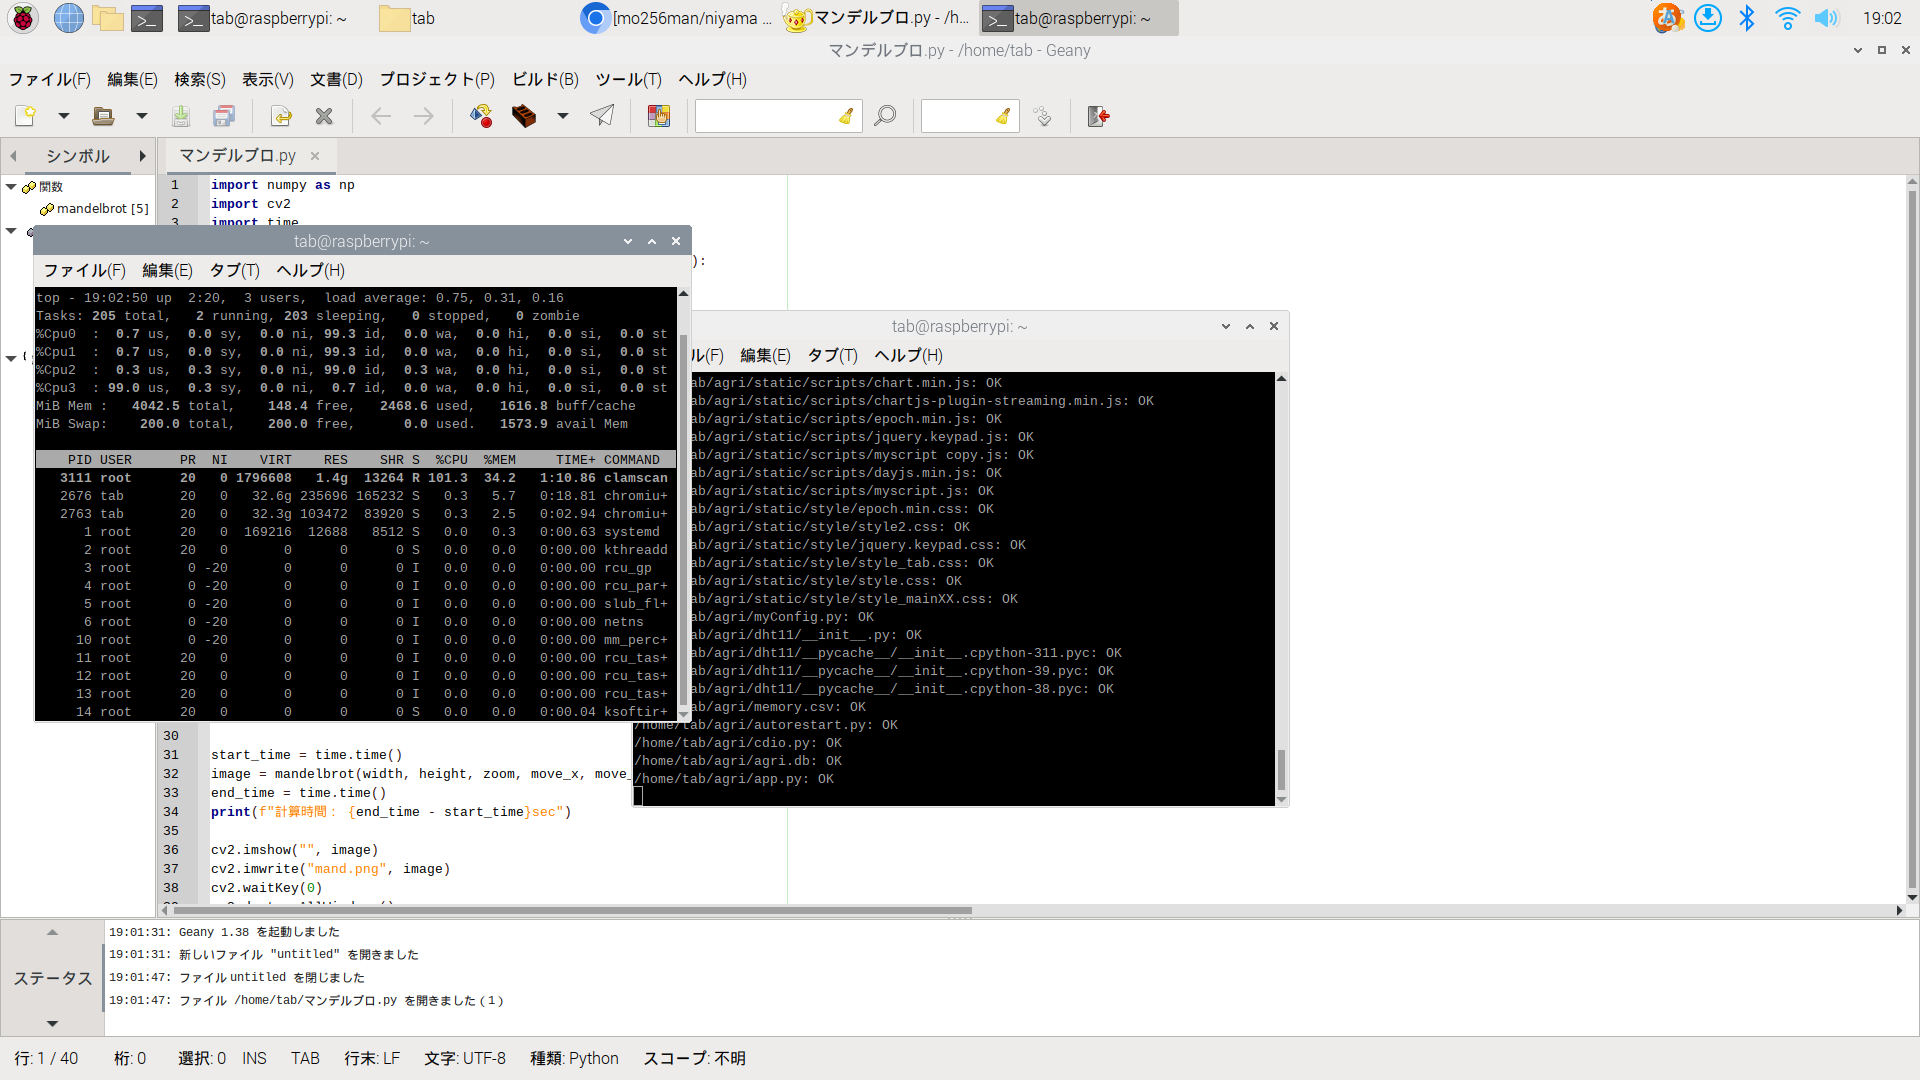 tab@raspberrypi: ~
tab
[mo256man/niyama ...
マンデルブロ.py - /h...
tab@raspberrypi: ~
19:02
マンデルブロ.py - /home/tab - Geany
ファイル(F) 編集(E) 検索(S) 表示(V) 文書(D) プロジェクト(P) ビルド(B) ツール(T) ヘルプ(H)
シンボル
マンデルブロ.py
関数
mandelbrot [5]
1 import numpy as np
2 import cv2
3 import time
):
tab@raspberrypi: ~
ファイル(F) 編集(E) タブ(T) ヘルプ(H)
top - 19:02:50 up  2:20,  3 users,  load average: 0.75, 0.31, 0.16
Tasks: 205 total,   2 running, 203 sleeping,   0 stopped,   0 zombie
%Cpu0  :  0.7 us,  0.0 sy,  0.0 ni, 99.3 id,  0.0 wa,  0.0 hi,  0.0 si,  0.0 st
%Cpu1  :  0.7 us,  0.0 sy,  0.0 ni, 99.3 id,  0.0 wa,  0.0 hi,  0.0 si,  0.0 st
%Cpu2  :  0.3 us,  0.3 sy,  0.0 ni, 99.0 id,  0.3 wa,  0.0 hi,  0.0 si,  0.0 st
%Cpu3  : 99.0 us,  0.3 sy,  0.0 ni,  0.7 id,  0.0 wa,  0.0 hi,  0.0 si,  0.0 st
MiB Mem :   4042.5 total,    148.4 free,   2468.6 used,   1616.8 buff/cache
MiB Swap:    200.0 total,    200.0 free,      0.0 used.   1573.9 avail Mem
PID USER      PR  NI    VIRT    RES    SHR S  %CPU  %MEM     TIME+ COMMAND
3111 root      20   0 1796608   1.4g  13264 R 101.3  34.2   1:10.86 clamscan
2676 tab       20   0   32.6g 235696 165232 S   0.3   5.7   0:18.81 chromiu+
2763 tab       20   0   32.3g 103472  83920 S   0.3   2.5   0:02.94 chromiu+
1 root      20   0  169216  12688   8512 S   0.0   0.3   0:00.63 systemd
2 root      20   0       0      0      0 S   0.0   0.0   0:00.00 kthreadd
3 root       0 -20       0      0      0 I   0.0   0.0   0:00.00 rcu_gp
4 root       0 -20       0      0      0 I   0.0   0.0   0:00.00 rcu_par+
5 root       0 -20       0      0      0 I   0.0   0.0   0:00.00 slub_fl+
6 root       0 -20       0      0      0 I   0.0   0.0   0:00.00 netns
10 root       0 -20       0      0      0 I   0.0   0.0   0:00.00 mm_perc+
11 root      20   0       0      0      0 I   0.0   0.0   0:00.00 rcu_tas+
12 root      20   0       0      0      0 I   0.0   0.0   0:00.00 rcu_tas+
13 root      20   0       0      0      0 I   0.0   0.0   0:00.00 rcu_tas+
14 root      20   0       0      0      0 S   0.0   0.0   0:00.04 ksoftir+
tab@raspberrypi: ~
ル(F) 編集(E) タブ(T) ヘルプ(H)
ab/agri/static/scripts/chart.min.js: OK
ab/agri/static/scripts/chartjs-plugin-streaming.min.js: OK
ab/agri/static/scripts/epoch.min.js: OK
ab/agri/static/scripts/jquery.keypad.js: OK
ab/agri/static/scripts/myscript copy.js: OK
ab/agri/static/scripts/dayjs.min.js: OK
ab/agri/static/scripts/myscript.js: OK
ab/agri/static/style/epoch.min.css: OK
ab/agri/static/style/style2.css: OK
ab/agri/static/style/jquery.keypad.css: OK
ab/agri/static/style/style_tab.css: OK
ab/agri/static/style/style.css: OK
ab/agri/static/style/style_mainXX.css: OK
ab/agri/myConfig.py: OK
ab/agri/dht11/__init__.py: OK
ab/agri/dht11/__pycache__/__init__.cpython-311.pyc: OK
ab/agri/dht11/__pycache__/__init__.cpython-39.pyc: OK
ab/agri/dht11/__pycache__/__init__.cpython-38.pyc: OK
ab/agri/memory.csv: OK
/home/tab/agri/autorestart.py: OK
/home/tab/agri/cdio.py: OK
/home/tab/agri/agri.db: OK
/home/tab/agri/app.py: OK
30
31 start_time = time.time()
32 image = mandelbrot(width, height, zoom, move_x, move_
33 end_time = time.time()
34 print(f"計算時間： {end_time - start_time}sec")
35
36 cv2.imshow("", image)
37 cv2.imwrite("mand.png", image)
38 cv2.waitKey(0)
ステータス
19:01:31: Geany 1.38 を起動しました
19:01:31: 新しいファイル "untitled" を開きました
19:01:47: ファイル untitled を閉じました
19:01:47: ファイル /home/tab/マンデルブロ.py を開きました ( 1 )
行: 1 / 40 桁: 0 選択: 0 INS TAB 行末: LF 文字: UTF-8 種類: Python スコープ: 不明